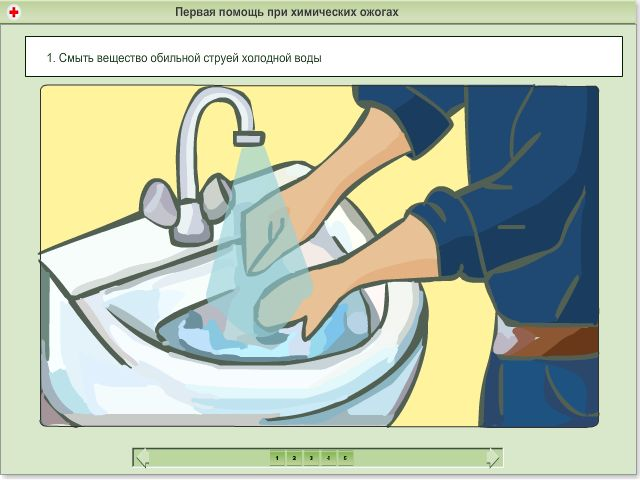 Первая помощь при химических ожогах
1. Смыть вещество обильной струей холодной воды
1 2 3 4 5